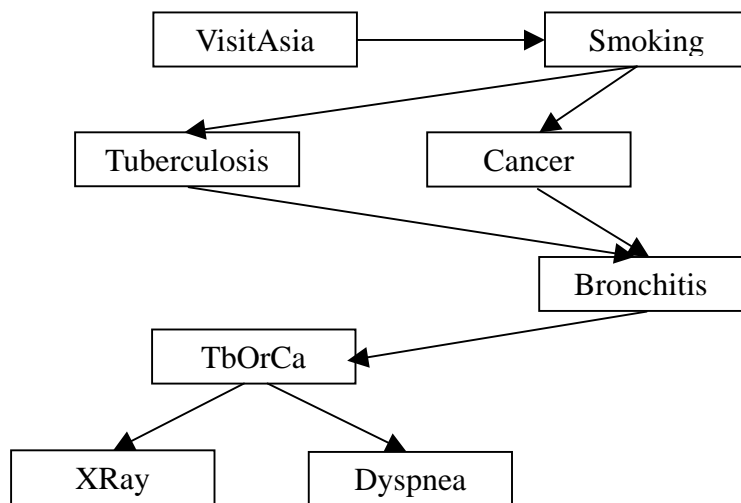 VisitAsia
Smoking
Tuberculosis
Cancer
Bronchitis
TbOrCa
XRay
Dyspnea